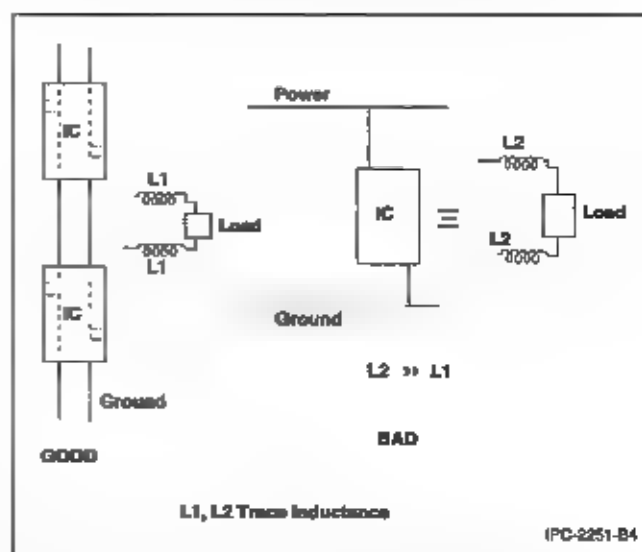 IC
IC
Ground
GOOD
L1
L1
Load
Power
IC
Ground
L2
L2
Load
L2 >> L1
BAD
L1, L2 Trace Inductance
IPC-2251-B4